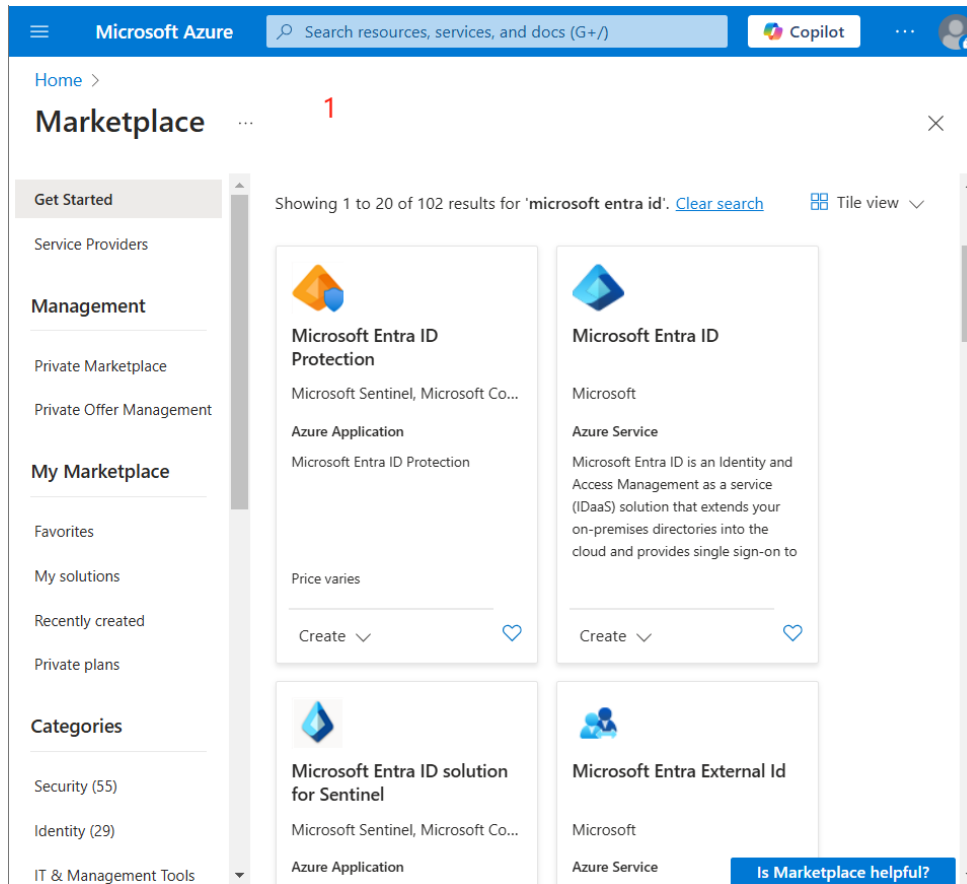 Microsoft Azure
Search resources, services, and docs (G+/)
Copilot
...
Home >
1
Marketplace ...
Get Started
Service Providers
Management
Private Marketplace
Private Offer Management
My Marketplace
Favorites
My solutions
Recently created
Private plans
Categories
Security (55)
Identity (29)
IT & Management Tools
Showing 1 to 20 of 102 results for 'microsoft entra id'. Clear search
Tile view
Microsoft Entra ID
Protection
Microsoft Sentinel, Microsoft Co...
Azure Application
Microsoft Entra ID Protection
Price varies
Create
Microsoft Entra ID
Microsoft
Azure Service
Microsoft Entra ID is an Identity and
Access Management as a service
(IDaaS) solution that extends your
on-premises directories into the
cloud and provides single sign-on to
Create
Microsoft Entra ID solution
for Sentinel
Microsoft Sentinel, Microsoft Co...
Azure Application
Microsoft Entra External Id
Microsoft
Azure Service
Is Marketplace helpful?